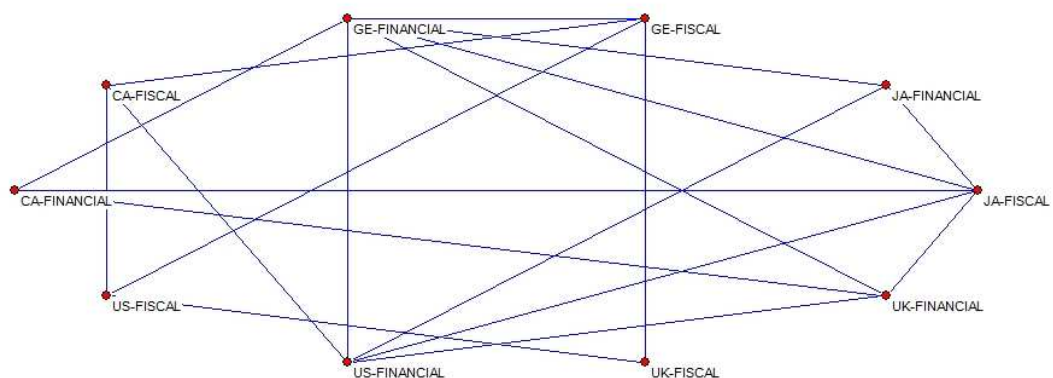 GE-FINANCIAL
GE-FISCAL
CA-FISCAL
JA-FINANCIAL
CA-FINANCIAL
JA-FISCAL
US-FISCAL
UK-FINANCIAL
US-FINANCIAL
UK-FISCAL